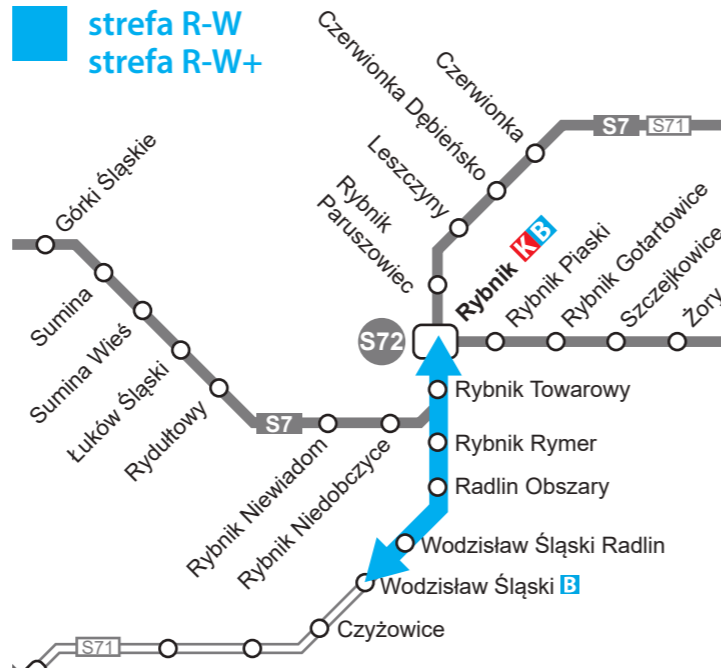 strefa R-W
strefa R-W+
Czerwionka
Czerwionka Dębieńsko
Leszczyny
Rybnik
Paruszowiec
S7 S71
Górki Śląskie
Sumina
Sumina Wieś
Łuków Śląski
Rydułtowy
S7
Rybnik Niewiadom
Rybnik Niedobczyce
S72
Rybnik K B
Rybnik Piaski
Rybnik Gotartowice
Szczejkowice
Żory
Rybnik Towarowy
Rybnik Rymer
Radlin Obszary
Wodzisław Śląski Radlin
Wodzisław Śląski B
Czyżowice
S71